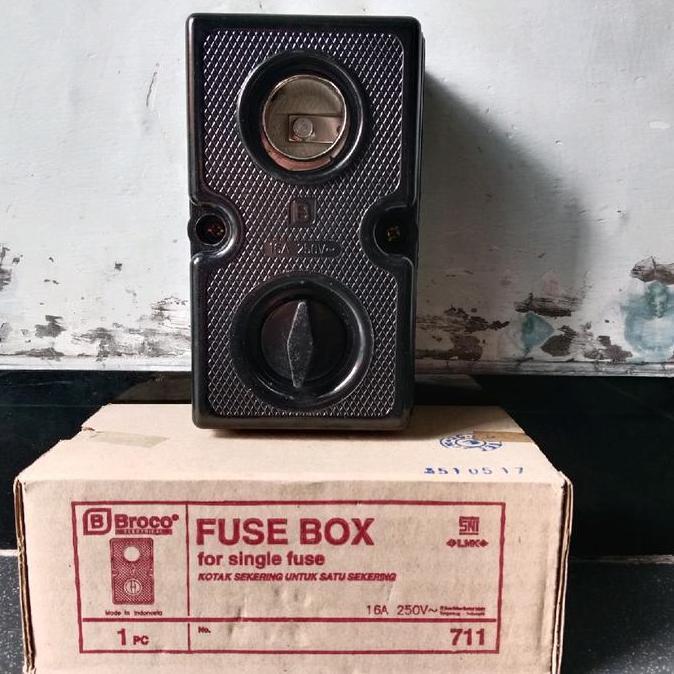 B
16A 250V~
3510517
B Broco®
ELECTRICAL
FUSE BOX
for single fuse
KOTAK SEKERING UNTUK SATU SEKERING
SNI
LMK
Made in Indonesia
16A 250V~
1 PC
No.
711